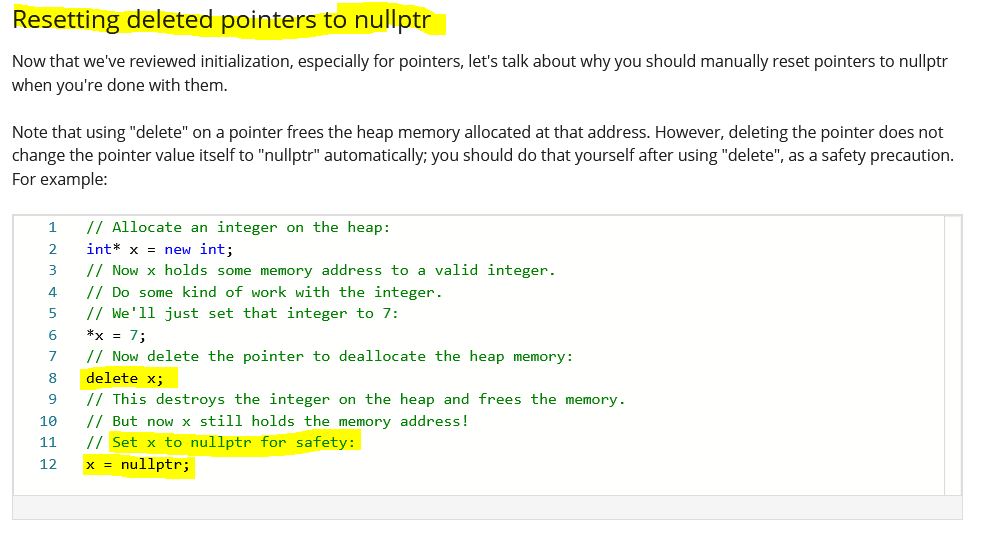 Resetting deleted pointers to nullptr
Now that we've reviewed initialization, especially for pointers, let's talk about why you should manually reset pointers to nullptr
when you're done with them.
Note that using "delete" on a pointer frees the heap memory allocated at that address. However, deleting the pointer does not
change the pointer value itself to "nullptr" automatically; you should do that yourself after using "delete", as a safety precaution.
For example:
1 // Allocate an integer on the heap:
2 int* x = new int;
3 // Now x holds some memory address to a valid integer.
4 // Do some kind of work with the integer.
5 // We'll just set that integer to 7:
6 *x = 7;
7 // Now delete the pointer to deallocate the heap memory:
8 delete x;
9 // This destroys the integer on the heap and frees the memory.
10 // But now x still holds the memory address!
11 // Set x to nullptr for safety:
12 x = nullptr;